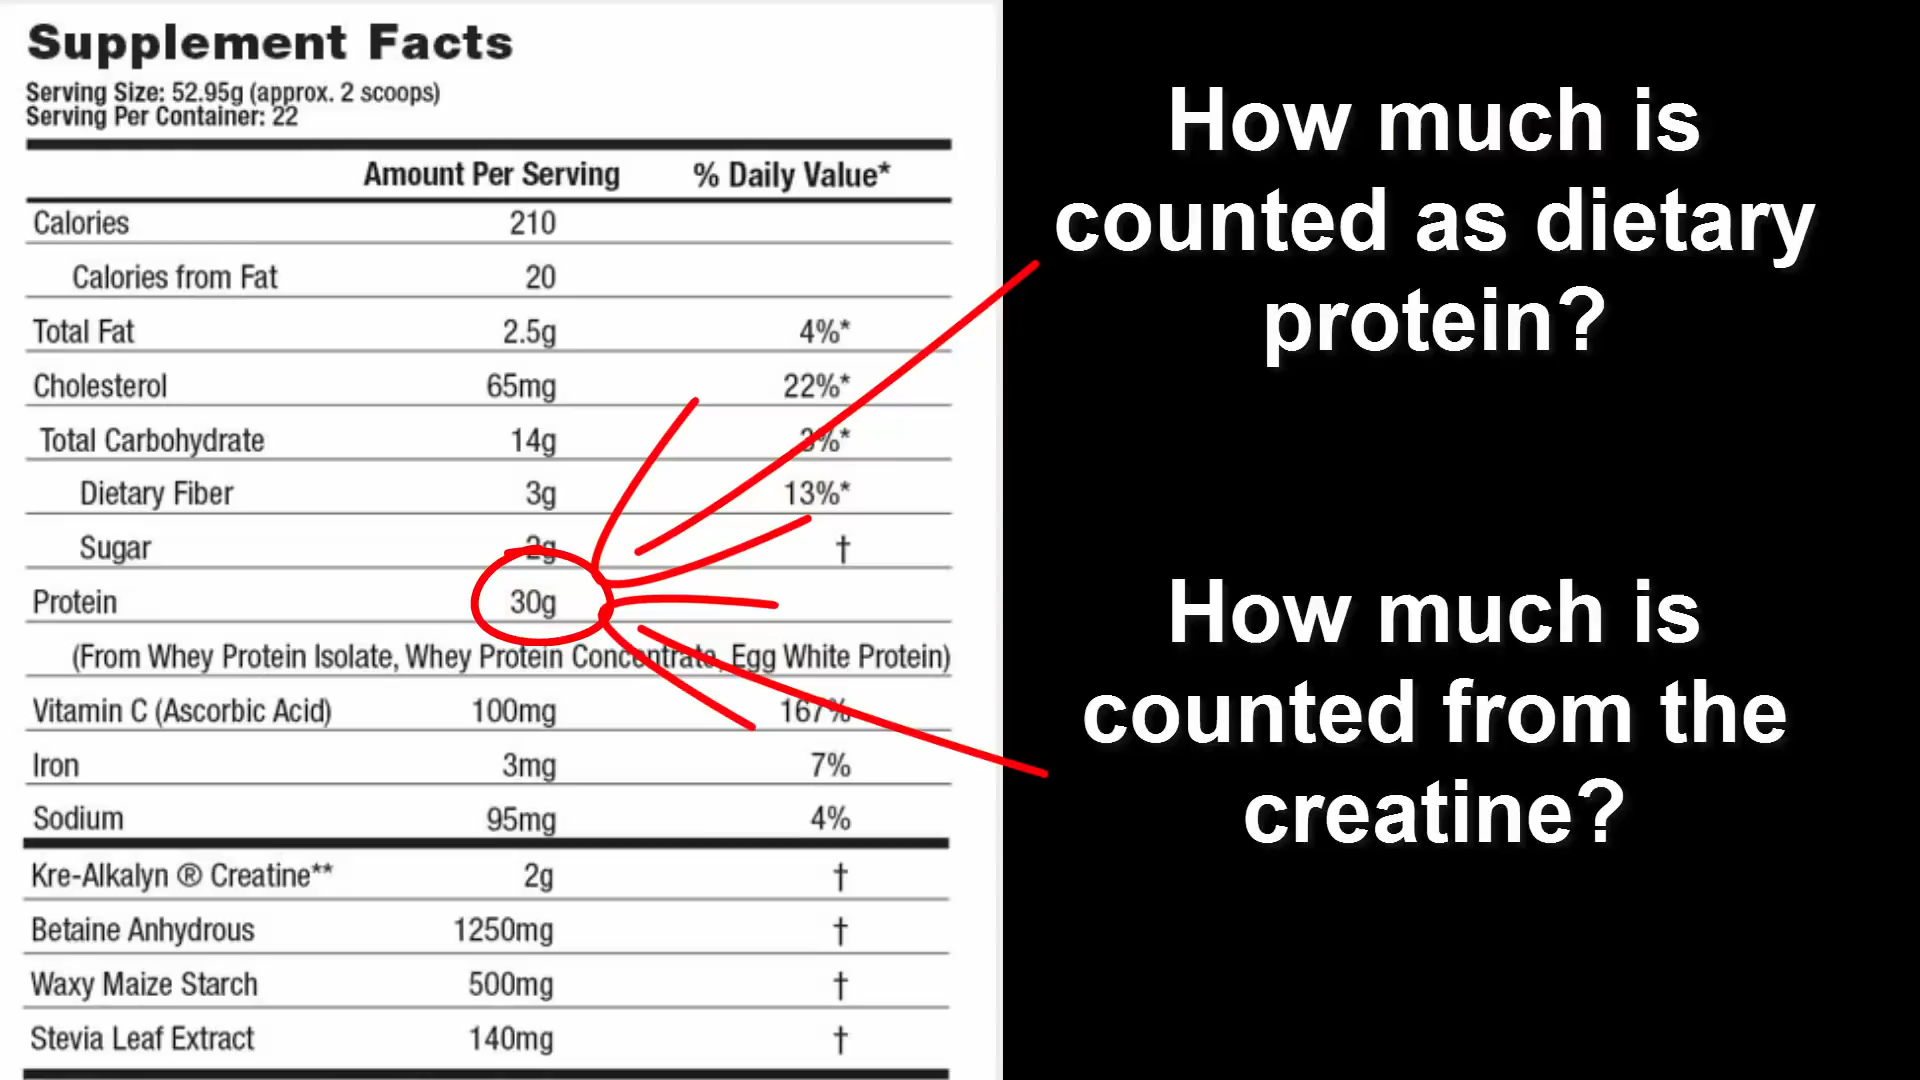 Supplement Facts
Serving Size: 52.95g (approx. 2 scoops)
Serving Per Container: 22
Amount Per Serving % Daily Value*
Calories 210
Calories from Fat 20
Total Fat 2.5g 4%*
Cholesterol 65mg 22%*
Total Carbohydrate 14g 3%*
Dietary Fiber 3g 13%*
Sugar 2g †
Protein 30g
(From Whey Protein Isolate, Whey Protein Concentrate, Egg White Protein)
Vitamin C (Ascorbic Acid) 100mg 167%
Iron 3mg 7%
Sodium 95mg 4%
Kre-Alkalyn ® Creatine** 2g †
Betaine Anhydrous 1250mg †
Waxy Maize Starch 500mg †
Stevia Leaf Extract 140mg †
How much is
counted as dietary
protein?
How much is
counted from the
creatine?